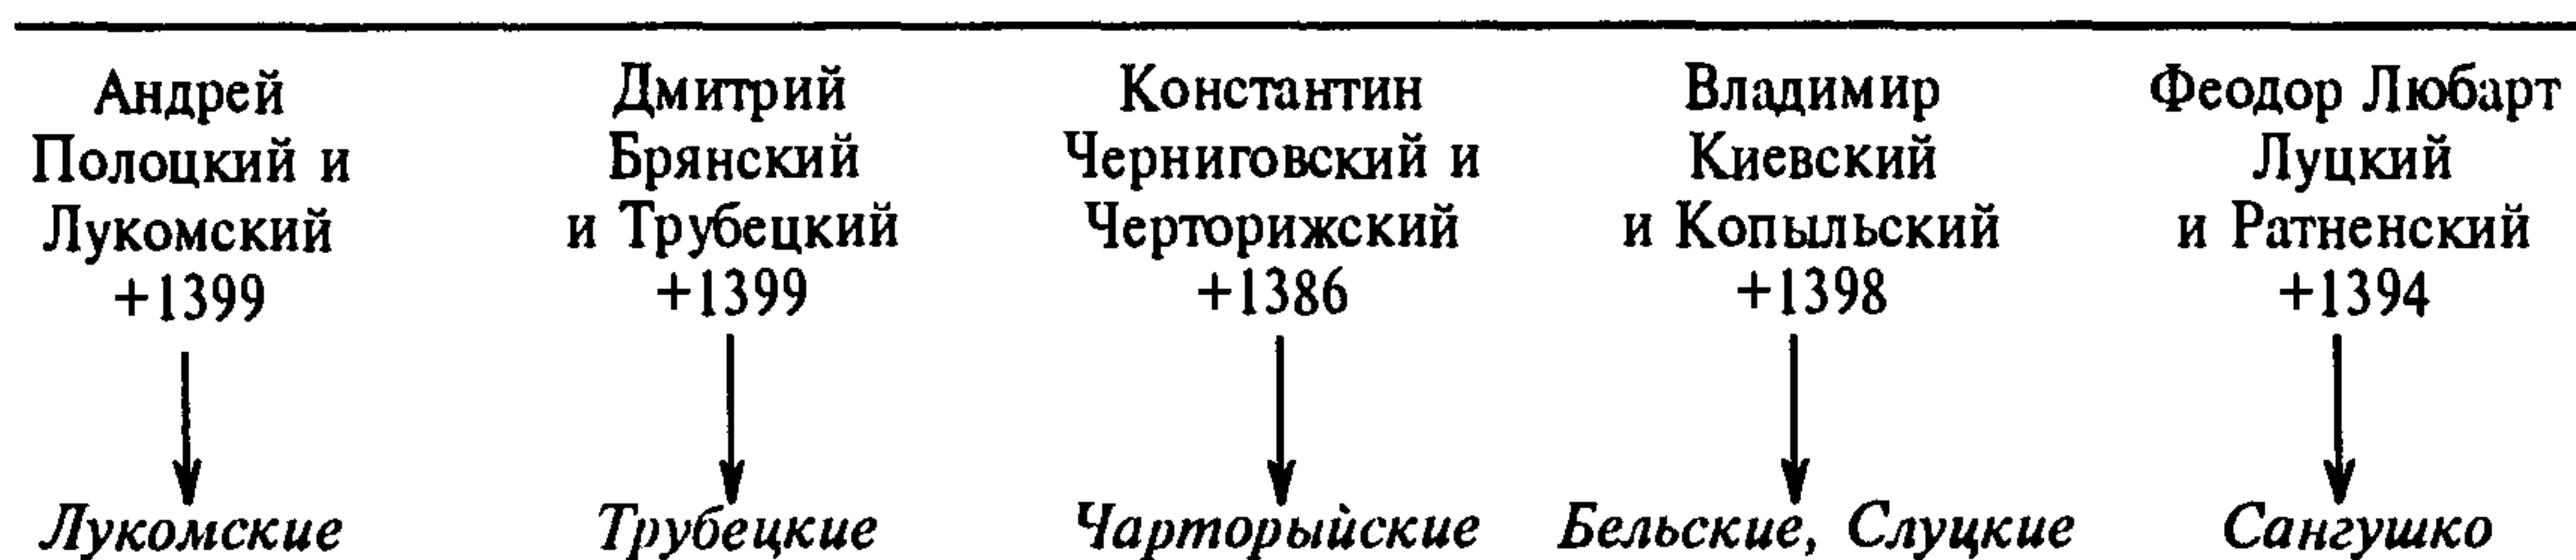 Андрей
Полоцкий и
Лукомский
+1399
Дмитрий
Брянский
и Трубецкий
+1399
Константин
Черниговский и
Черторижский
+1386
Владимир
Киевский
и Копыльский
+1398
Феодор Любарт
Луцкий
и Ратненский
+1394
Лукомские
Трубецкие
Чарторыйские
Бельские, Слуцкие
Сангушко